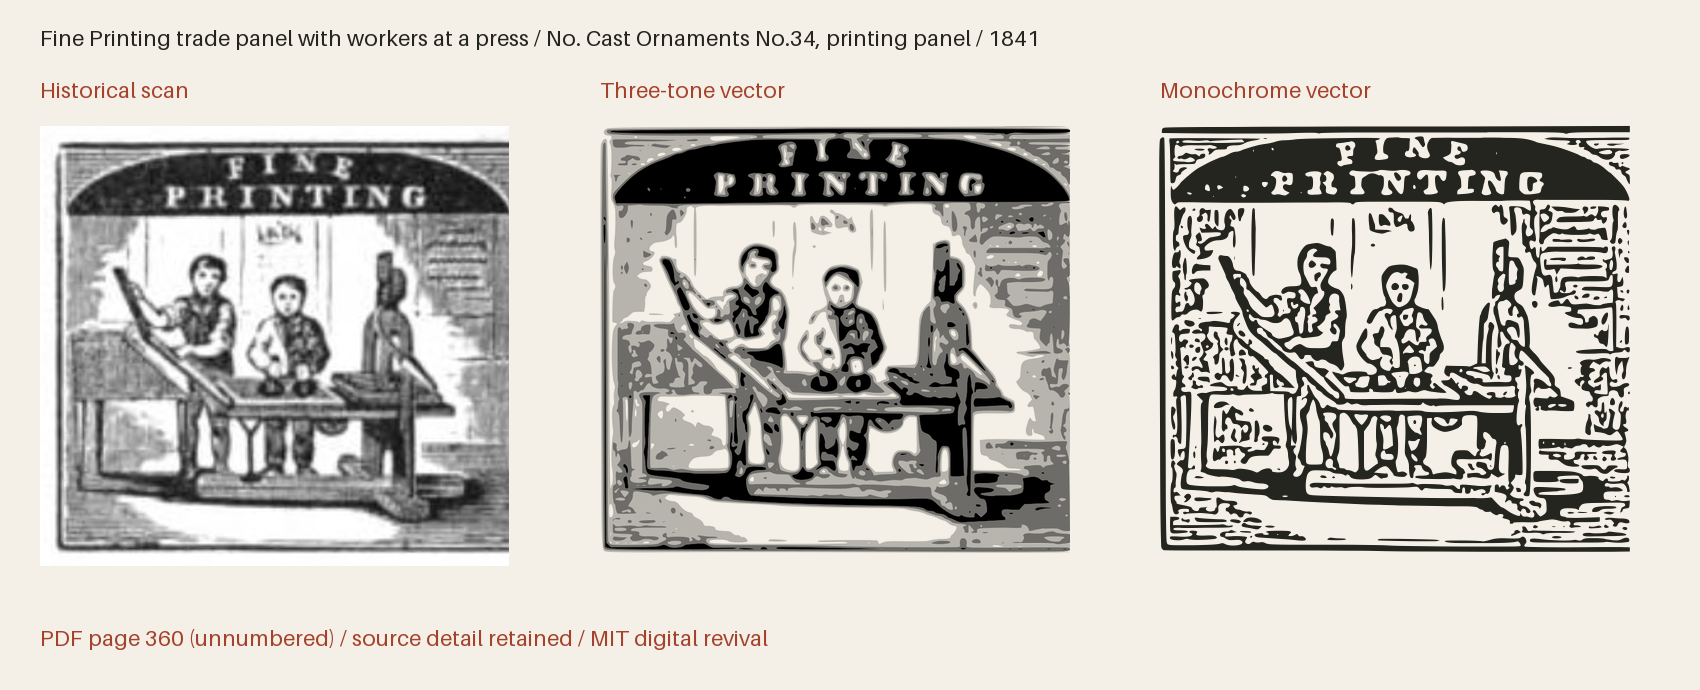 Fine Printing trade panel with workers at a press / No. Cast Ornaments No.34, printing panel / 1841
Historical scan
Three-tone vector
Monochrome vector
FINE
PRINTING
FINE
PRINTING
FINE
PRINTING
PDF page 360 (unnumbered) / source detail retained / MIT digital revival